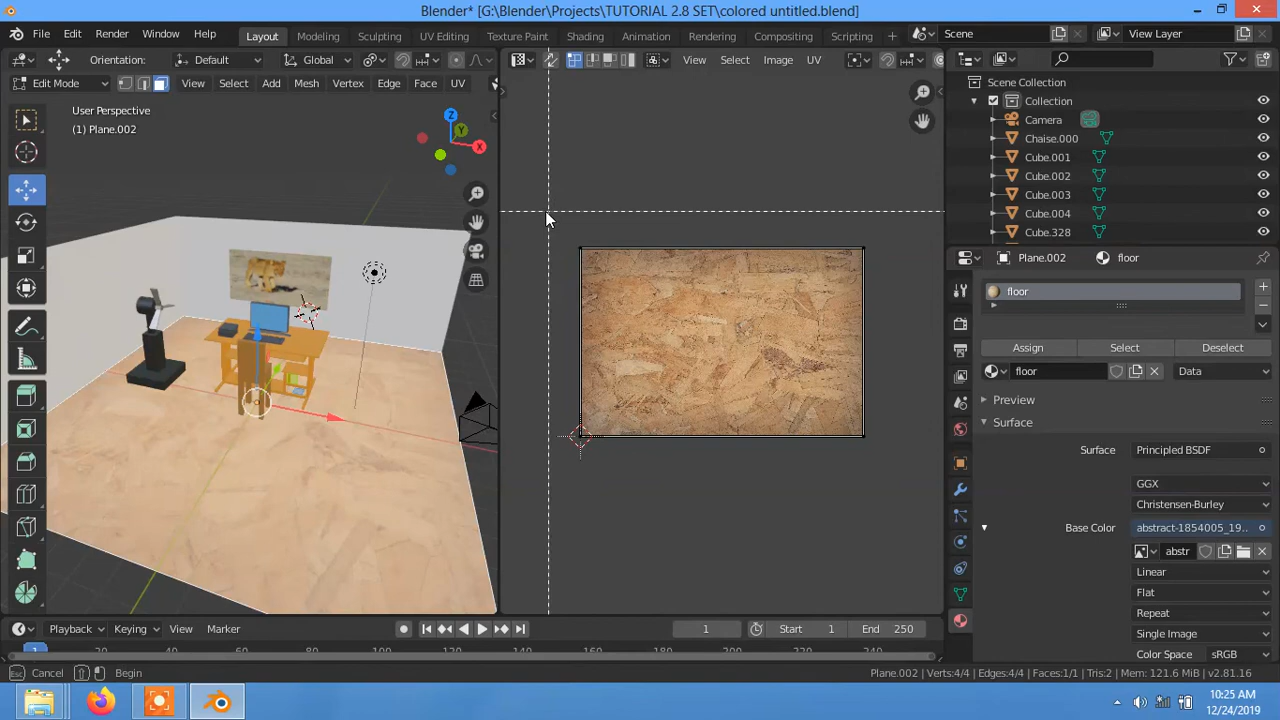 Blender* [G:\Blender\Projects\TUTORIAL 2.8 SET\colored untitled.blend]
File Edit Render Window Help Layout Modeling Sculpting UV Editing Texture Paint Shading Animation Rendering Compositing Scripting Scene View Layer
Orientation: Default Global View Select Image UV
Edit Mode View Select Add Mesh Vertex Edge Face UV
Scene Collection
Collection
Camera
Chaise.000
Cube.001
Cube.002
Cube.003
Cube.004
Cube.328
User Perspective
(1) Plane.002
Z
Y
X
Plane.002 floor
floor
Assign Select Deselect
floor Data
Preview
Surface
Surface Principled BSDF
GGX
Christensen-Burley
Base Color abstract-1854005_19..
abstr
Linear
Flat
Repeat
Single Image
Color Space sRGB
Playback Keying View Marker 1 Start 1 End 250
Cancel Begin Plane.002 | Verts:4/4 | Edges:4/4 | Faces:1/1 | Tris:2 | Mem: 121.6 MiB | v2.81.16
10:25 AM
12/24/2019